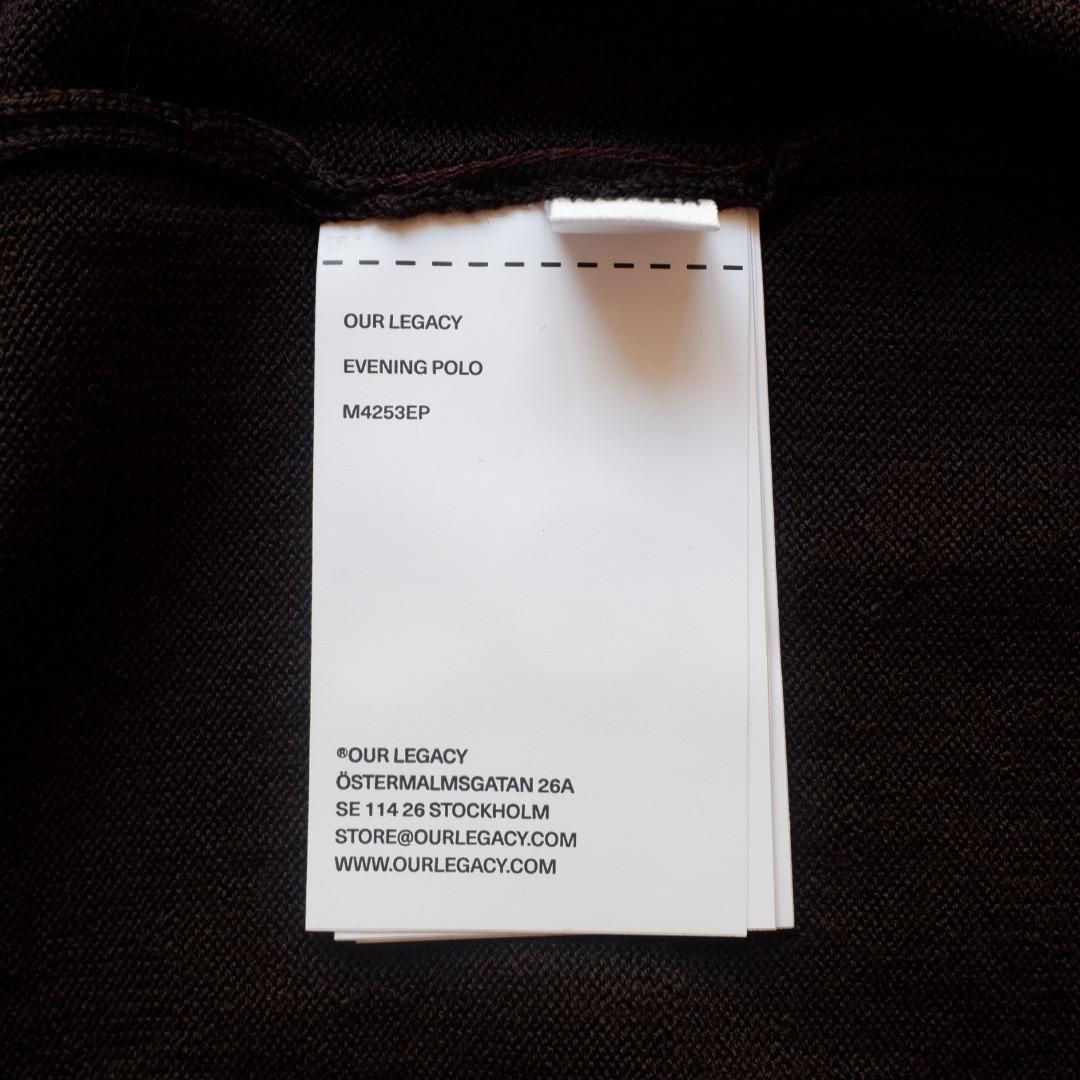 OUR LEGACY
EVENING POLO
M4253EP
®OUR LEGACY
ÖSTERMALMSGATAN 26A
SE 114 26 STOCKHOLM
STORE@OURLEGACY.COM
WWW.OURLEGACY.COM